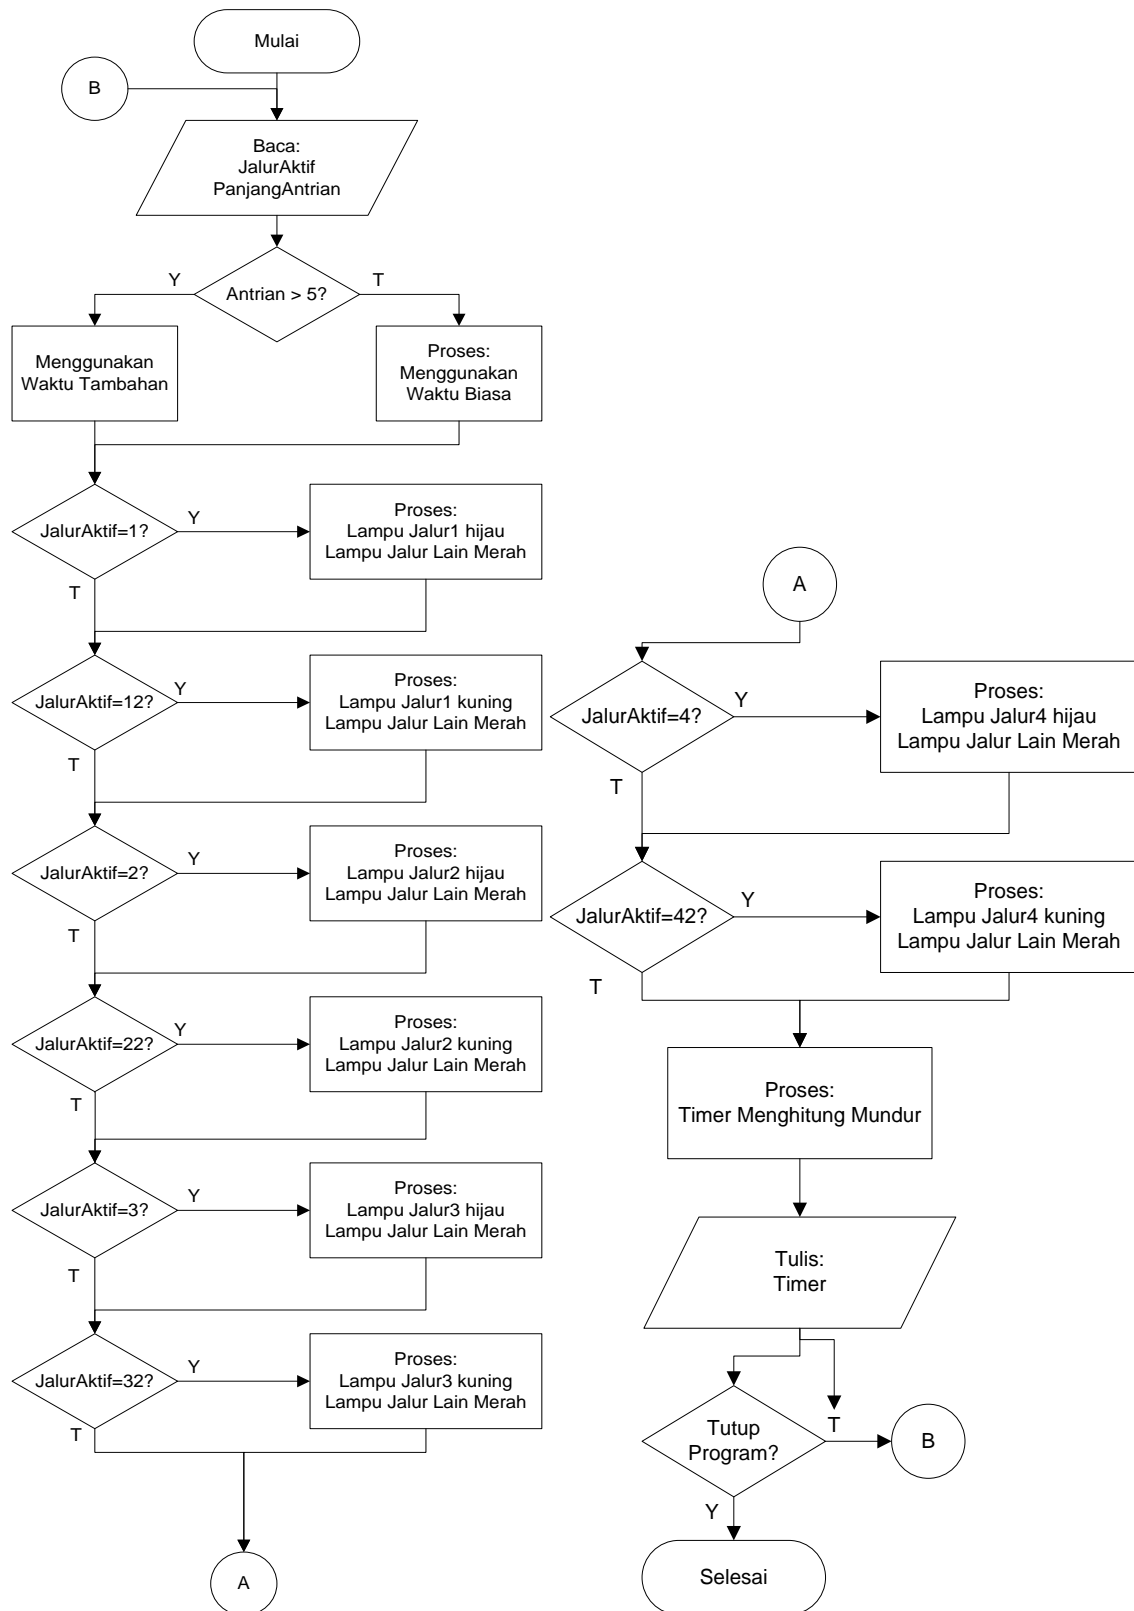 Mulai
B
Baca:
JalurAktif
PanjangAntrian
Y
Antrian > 5?
T
Menggunakan
Waktu Tambahan
Proses:
Menggunakan
Waktu Biasa
JalurAktif=1?
Y
Proses:
Lampu Jalur1 hijau
Lampu Jalur Lain Merah
T
JalurAktif=12?
Y
Proses:
Lampu Jalur1 kuning
Lampu Jalur Lain Merah
T
JalurAktif=2?
Y
Proses:
Lampu Jalur2 hijau
Lampu Jalur Lain Merah
T
JalurAktif=22?
Y
Proses:
Lampu Jalur2 kuning
Lampu Jalur Lain Merah
T
JalurAktif=3?
Y
Proses:
Lampu Jalur3 hijau
Lampu Jalur Lain Merah
T
JalurAktif=32?
Y
Proses:
Lampu Jalur3 kuning
Lampu Jalur Lain Merah
T
A
A
JalurAktif=4?
Y
Proses:
Lampu Jalur4 hijau
Lampu Jalur Lain Merah
T
JalurAktif=42?
Y
Proses:
Lampu Jalur4 kuning
Lampu Jalur Lain Merah
T
Proses:
Timer Menghitung Mundur
Tulis:
Timer
Tutup
Program?
T
B
Y
Selesai